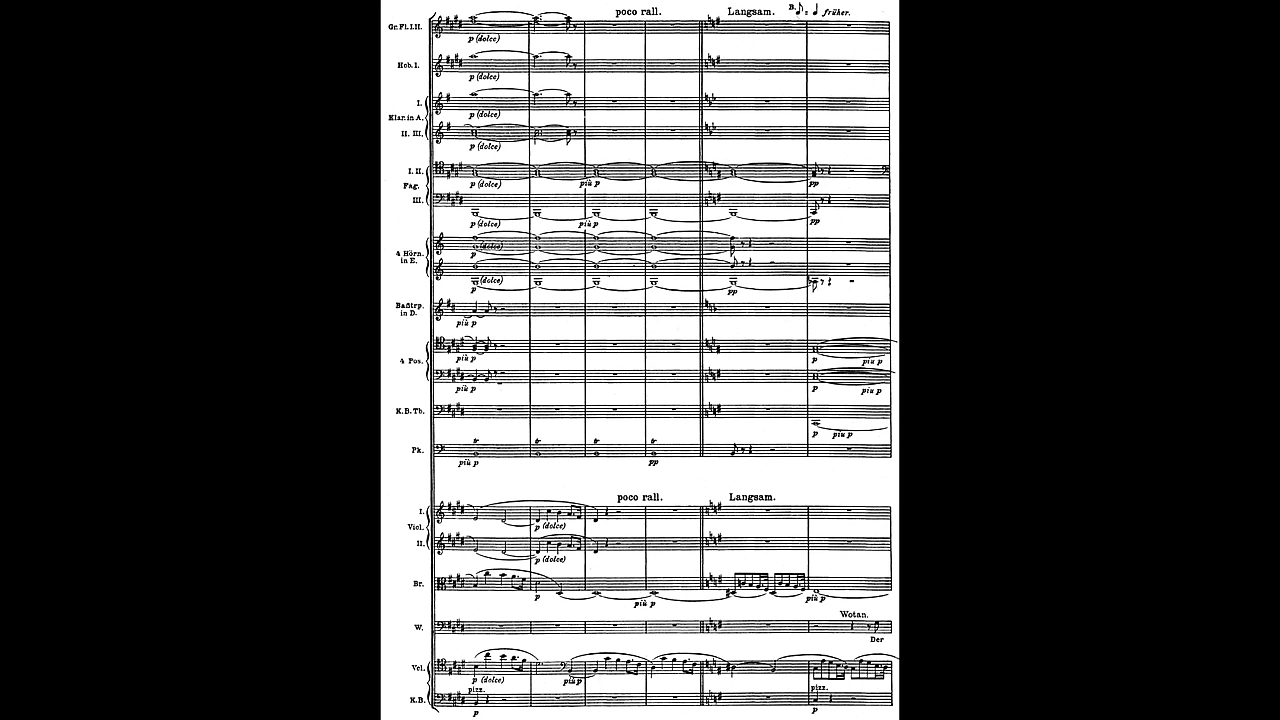 poco rall. Langsam. B. = früher.
Gr. Fl. I. II.
p (dolce)
Hob. I.
p (dolce)
I.
p (dolce)
Klar. in A.
II. III.
p (dolce)
I. II.
p (dolce) più p pp
Fag.
III.
p (dolce) più p pp
(dolce)
p
4 Hörn. in E.
(dolce)
p pp
Baßtrp. in D.
più p
più p p più p
4 Pos.
più p p più p
K. B. Tb.
p più p
tr tr tr tr
Pk.
più p pp
poco rall. Langsam.
I.
p (dolce)
Viol.
II.
p (dolce)
Br.
p più p più p
Wotan.
W.
Der
Vcl.
p (dolce) più p
pizz. pizz.
K.B.
p p